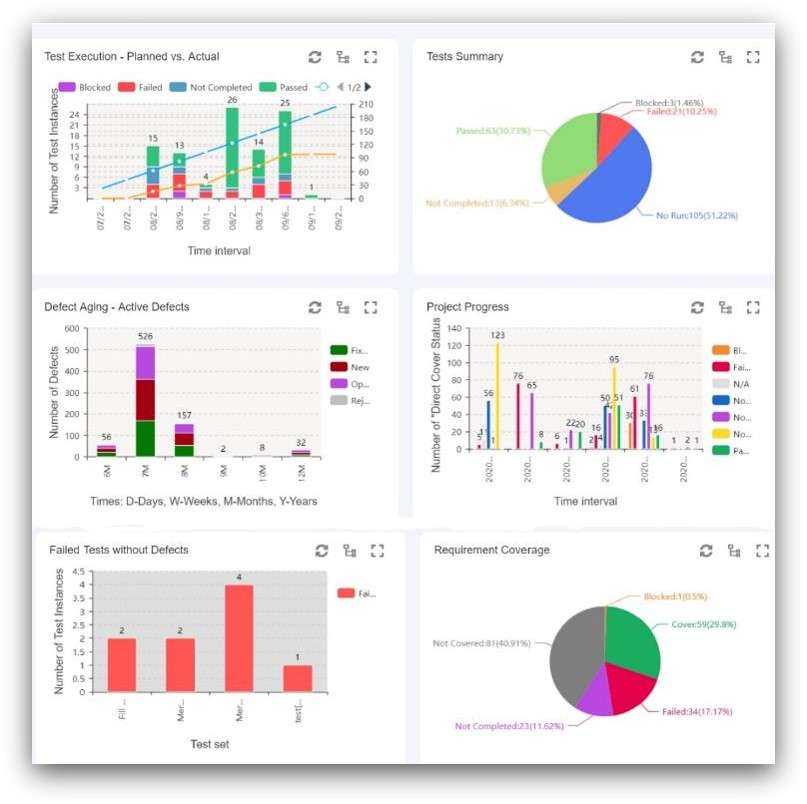 Test Execution - Planned vs. Actual
Blocked Failed Not Completed Passed 1/2
Number of Test Instances
24
21
18
15
12
9
6
3
15
13
4
26
14
25
1
210
180
150
120
90
60
30
0
07/2...
07/2...
08/2...
08/9...
08/1...
08/2...
08/3...
09/6...
09/1...
09/2...
Time interval
Tests Summary
Blocked:3(1.46%)
Failed:21(10.25%)
Passed:63(30.73%)
Not Completed:13(6.34%)
No Run:105(51.22%)
Defect Aging - Active Defects
Number of Defects
600
500
400
300
200
100
0
56
526
157
2
8
32
6M
7M
8M
9M
10M
12M
Times: D-Days, W-Weeks, M-Months, Y-Years
Fix...
New
Op...
Rej...
Project Progress
Number of "Direct Cover Status
140
120
100
80
60
40
20
0
5
56
1
123
76
65
8
6
1
22
20
2
16
50
95
51
30
61
76
16
1
2
1
2020...
2020...
2020...
2020...
2020...
2020...
Time interval
Bl...
Fai...
N/A
No...
No...
No...
Pa...
Failed Tests without Defects
Number of Test Instances
4.5
4
3.5
3
2.5
2
1.5
1
0.5
0
2
2
4
1
Fill ...
Mer...
Mer...
test[...
Test set
Fai...
Requirement Coverage
Blocked:1(0.5%)
Cover:59(29.8%)
Not Covered:81(40.91%)
Failed:34(17.17%)
Not Completed:23(11.62%)